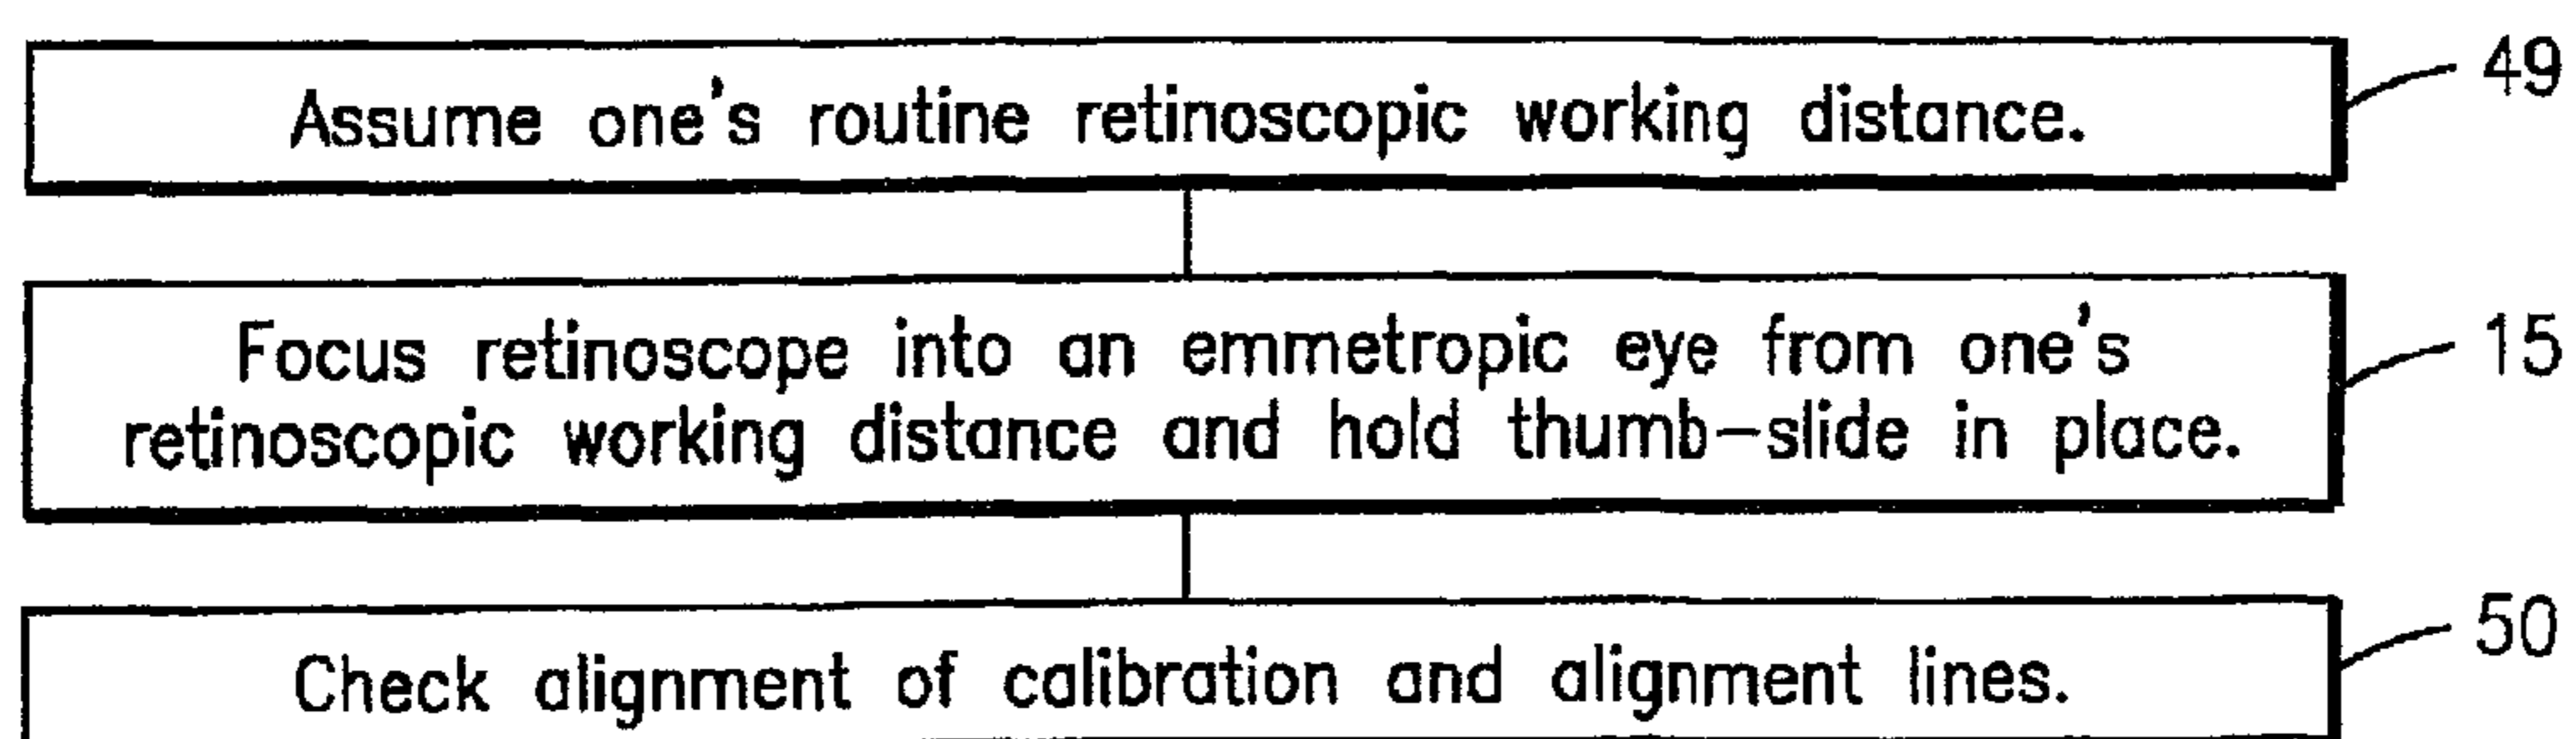 Assume one's routine retinoscopic working distance.
49
Focus retinoscope into an emmetropic eye from one's
retinoscopic working distance and hold thumb-slide in place.
15
Check alignment of calibration and alignment lines.
50